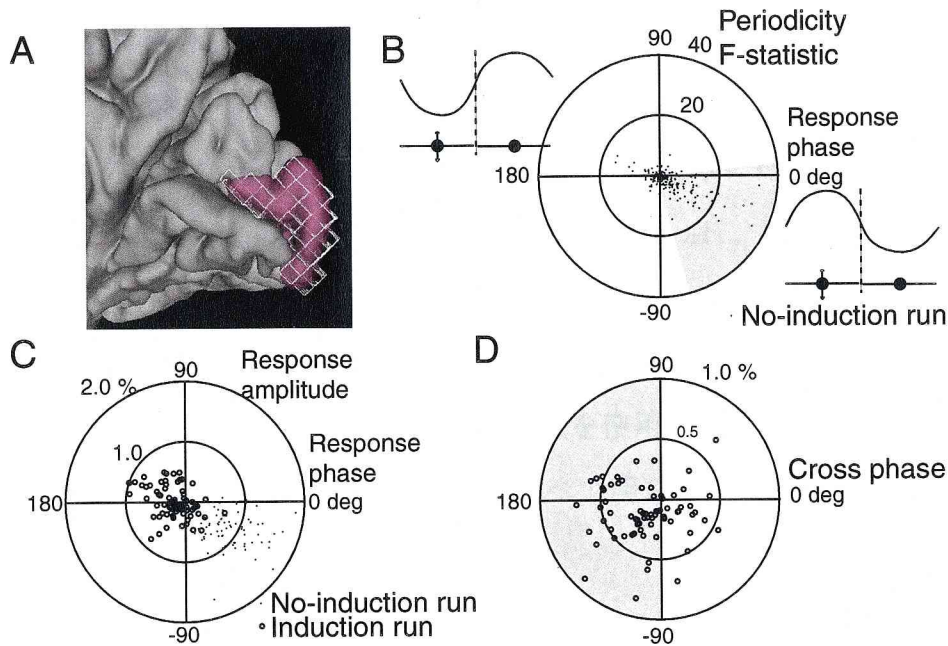 A
B
Periodicity
F-statistic
90
40
20
Response
phase
0 deg
180
-90
No-induction run
C
Response
amplitude
90
2.0 %
1.0
Response
phase
0 deg
180
-90
No-induction run
Induction run
D
90
1.0 %
0.5
Cross phase
0 deg
180
-90